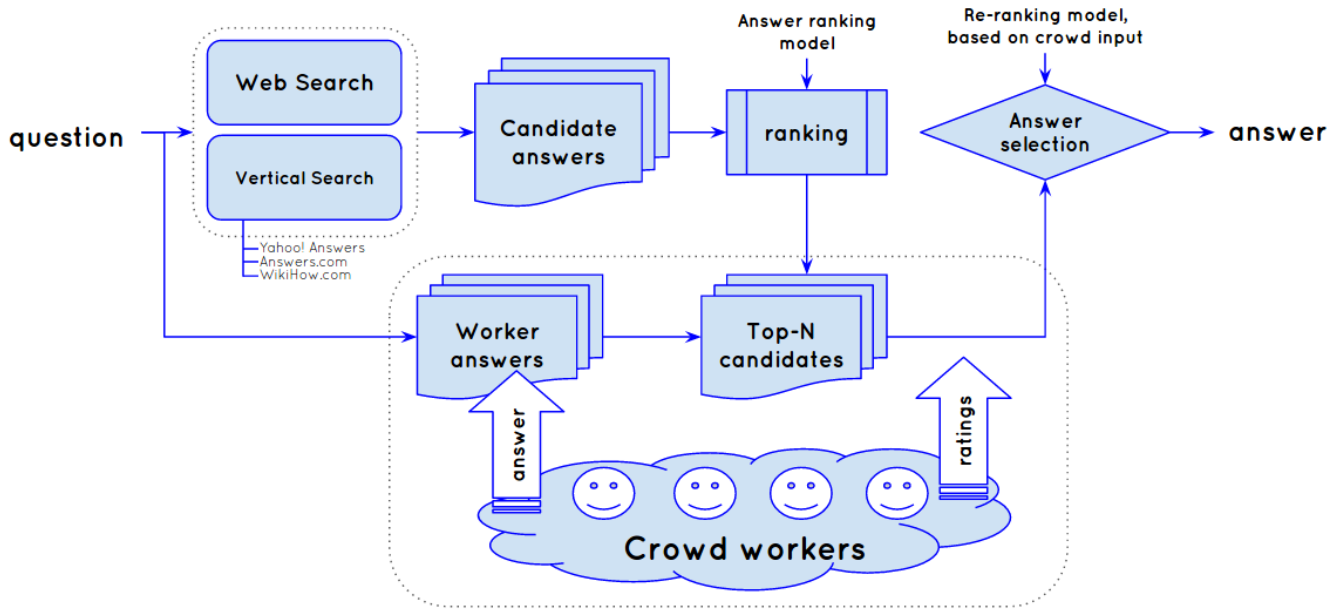 question
Web Search
Vertical Search
Yahoo! Answers
Answers.com
WikiHow.com
Candidate
answers
Answer ranking
model
ranking
Re-ranking model,
based on crowd input
Answer
selection
answer
Worker
answers
Top-N
candidates
answer
ratings
Crowd workers